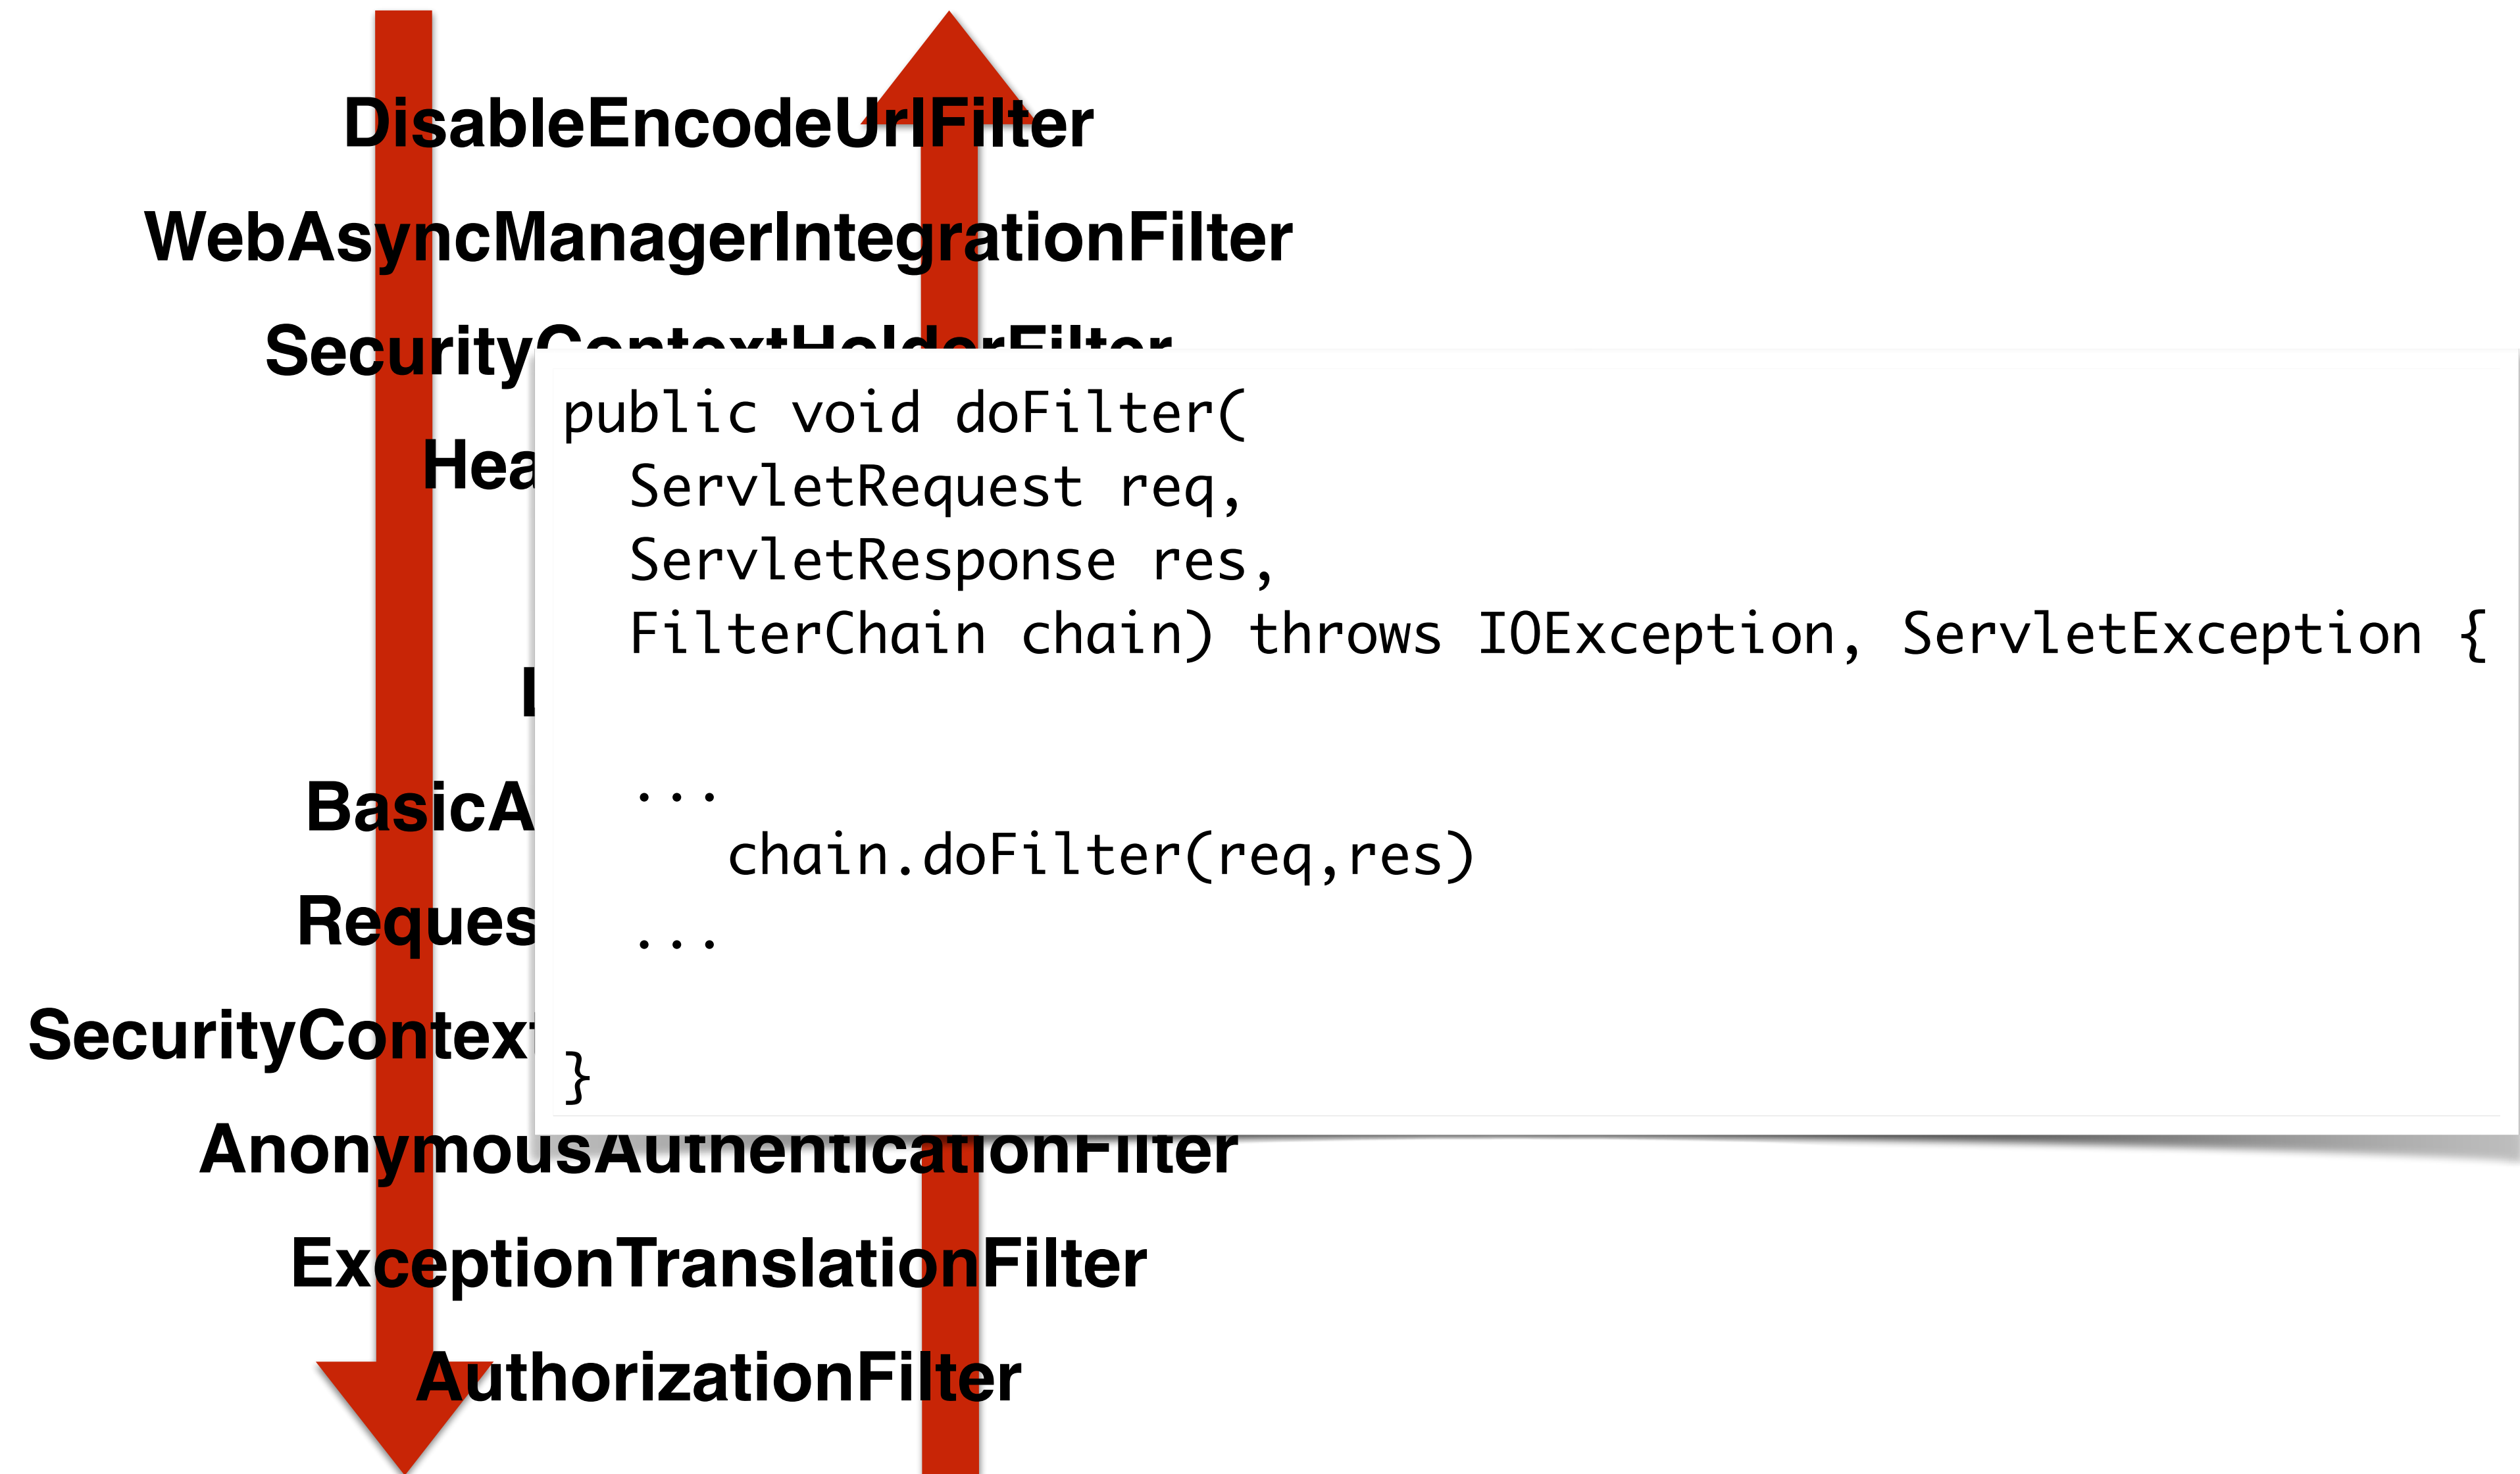 DisableEncodeUrlFilter
WebAsyncManagerIntegrationFilter
SecurityContextHolderFilter
Hea
public void doFilter(
ServletRequest req,
ServletResponse res,
FilterChain chain) throws IOException, ServletException {
...
chain.doFilter(req,res)
...
}
BasicA
Reques
SecurityContext
AnonymousAuthenticationFilter
ExceptionTranslationFilter
AuthorizationFilter